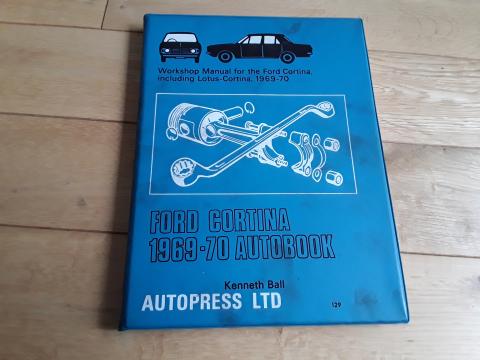 Workshop Manual for the Ford Cortina,
including Lotus-Cortina, 1969-70
FORD CORTINA
1969-70 AUTOBOOK
Kenneth Ball
AUTOPRESS LTD
129